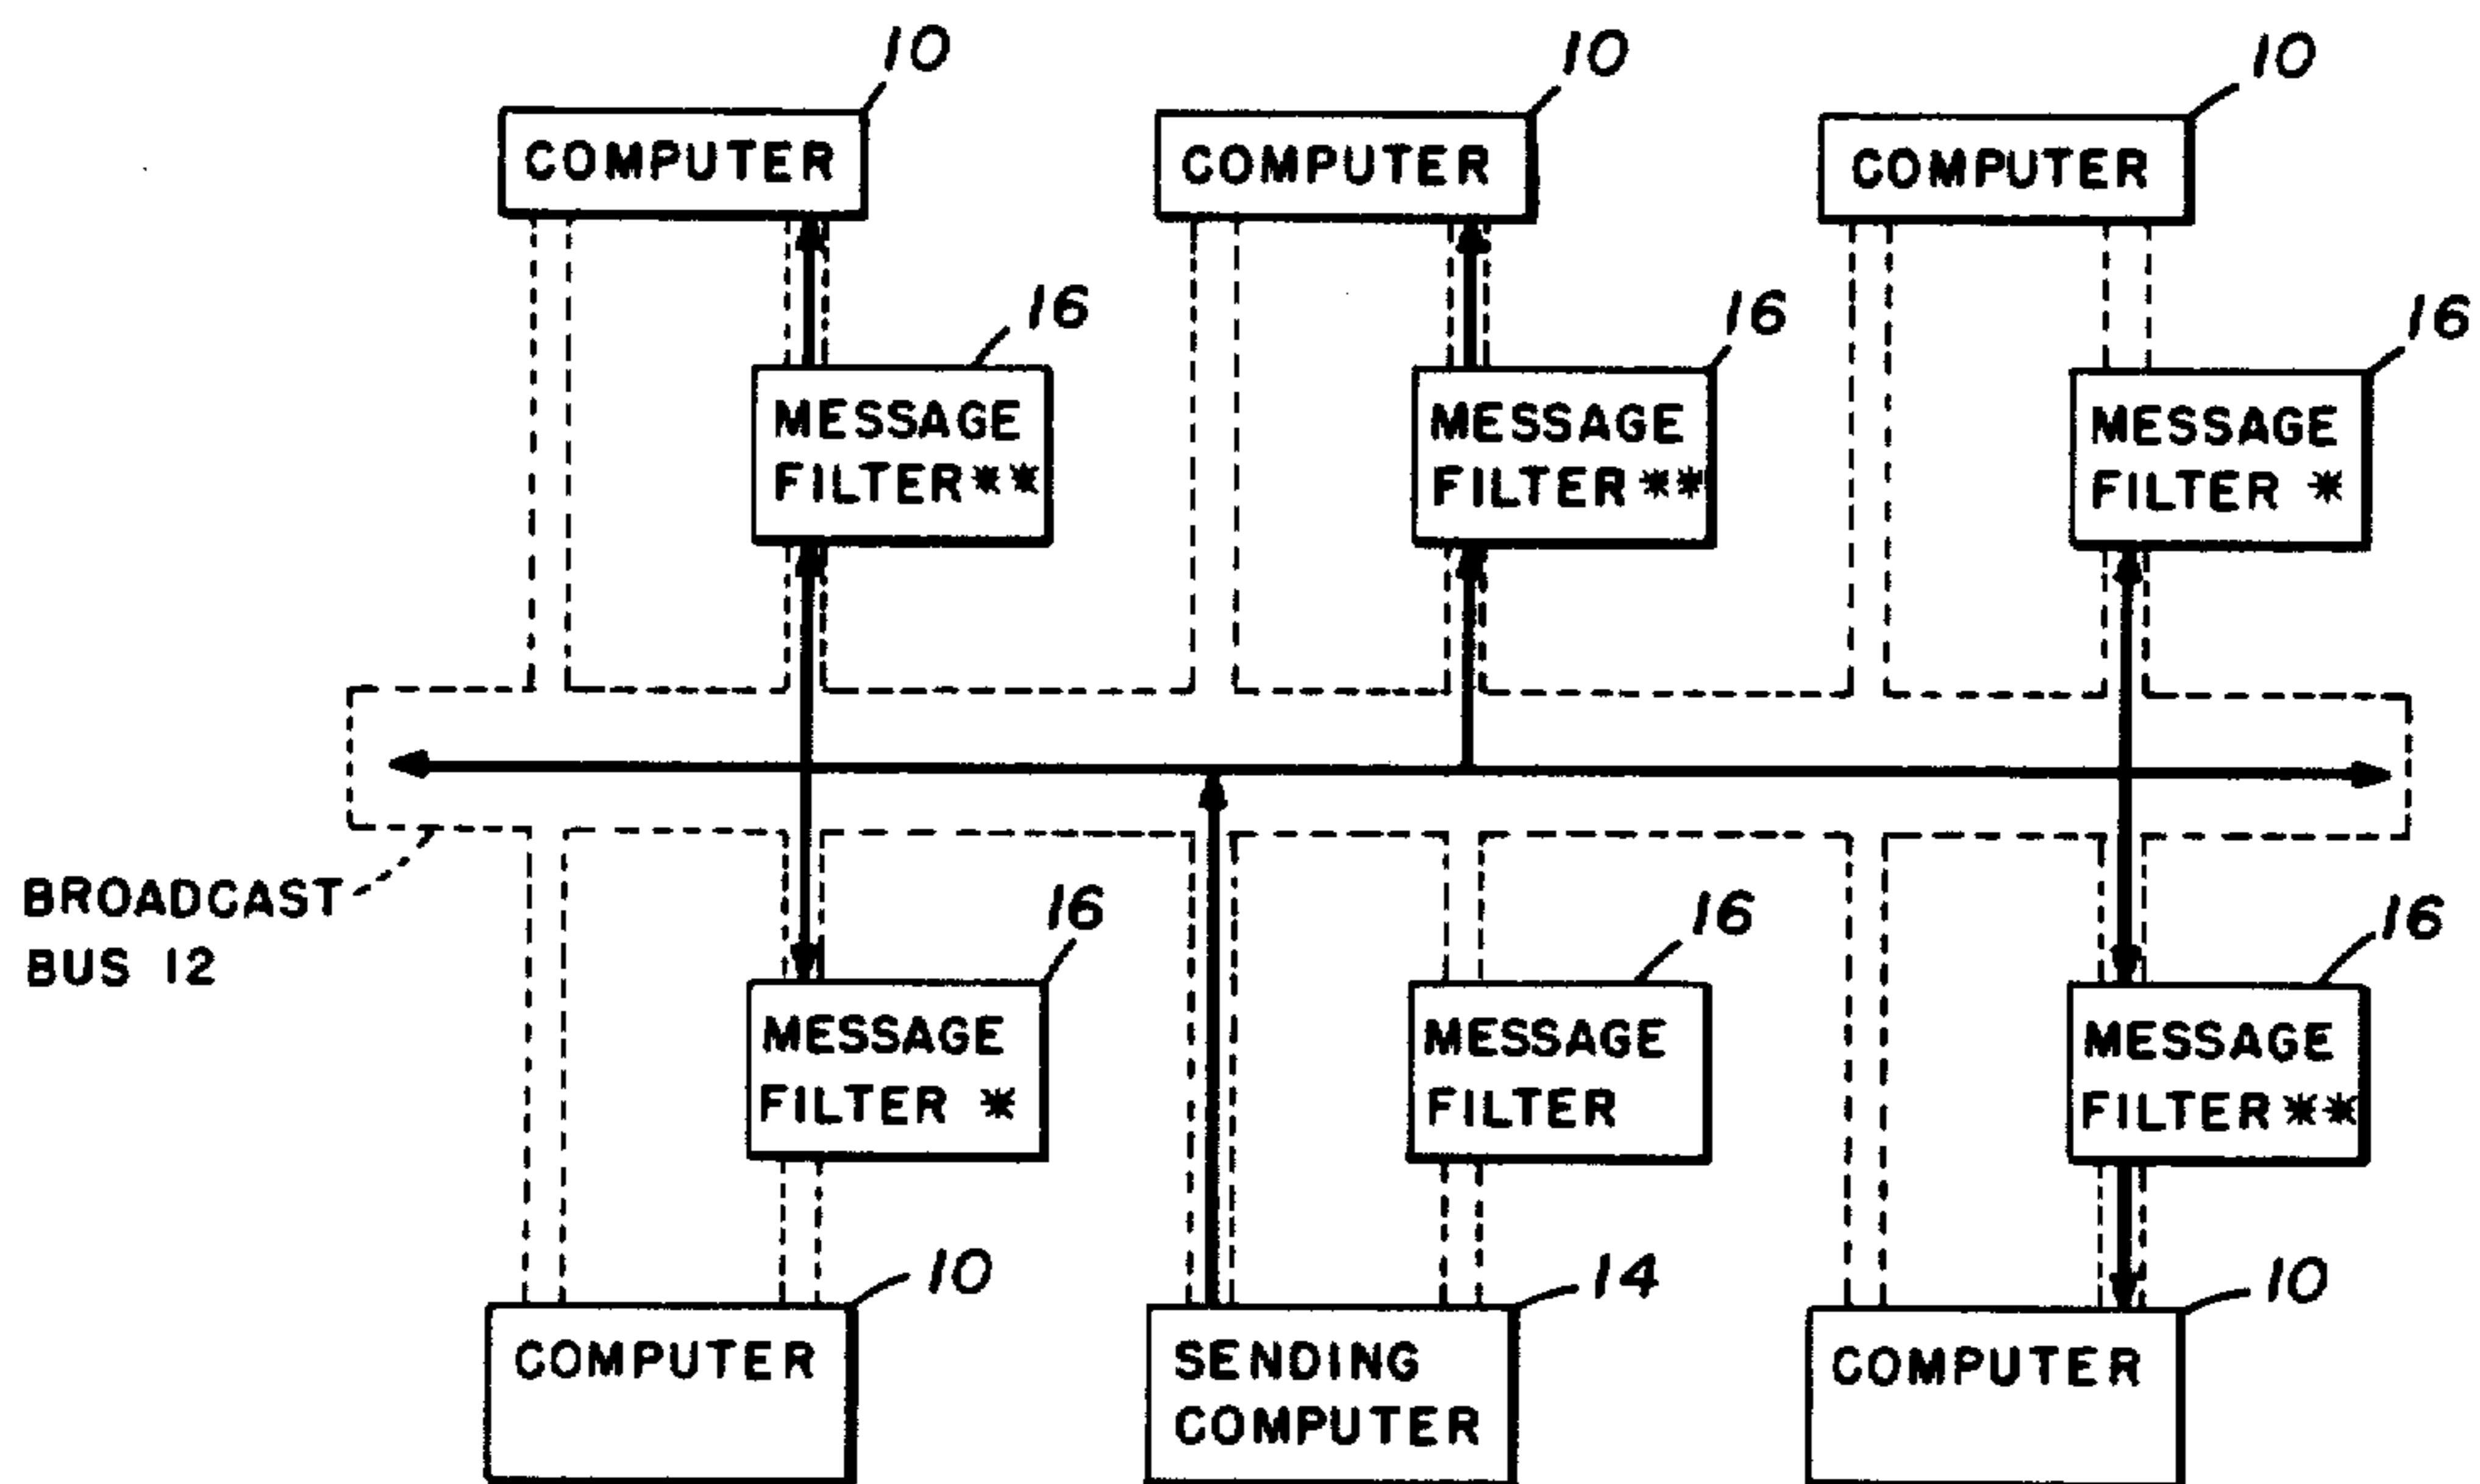 10
10
10
COMPUTER
COMPUTER
COMPUTER
16
16
16
MESSAGE
FILTER**
MESSAGE
FILTER**
MESSAGE
FILTER *
BROADCAST
BUS 12
16
16
16
MESSAGE
FILTER *
MESSAGE
FILTER
MESSAGE
FILTER**
10
14
10
COMPUTER
SENDING
COMPUTER
COMPUTER